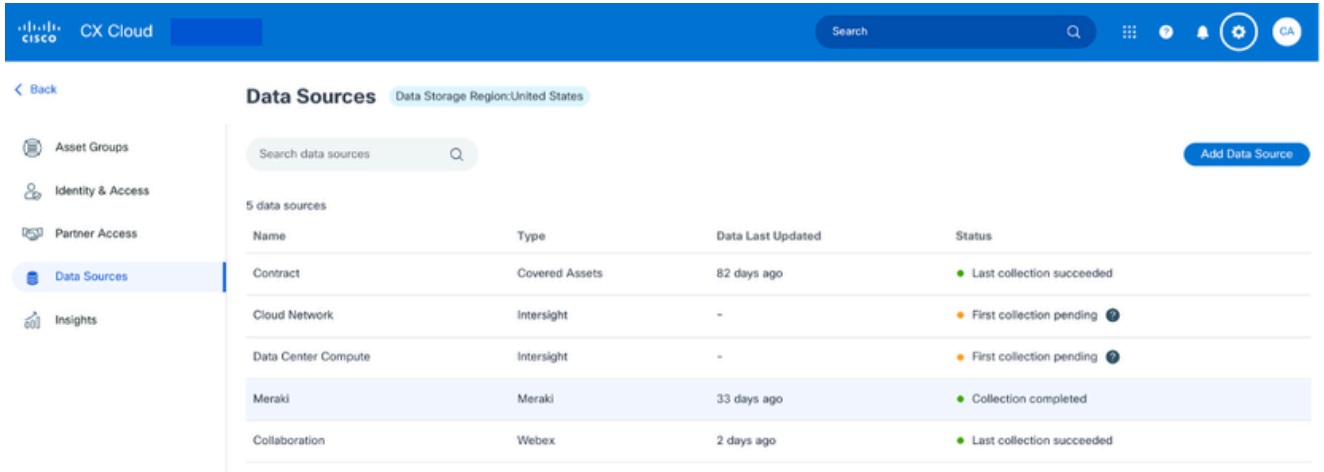 cisco CX Cloud Search CA
Back
Data Sources Data Storage Region:United States
Asset Groups
Search data sources Add Data Source
Identity & Access
5 data sources
Partner Access
Name Type Data Last Updated Status
Data Sources
Contract Covered Assets 82 days ago Last collection succeeded
Insights
Cloud Network Intersight - First collection pending ?
Data Center Compute Intersight - First collection pending ?
Meraki Meraki 33 days ago Collection completed
Collaboration Webex 2 days ago Last collection succeeded